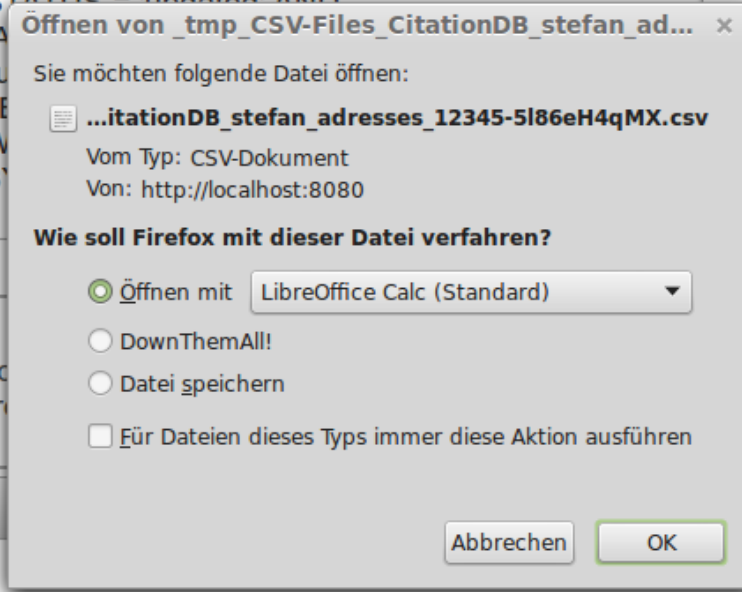 Öffnen von _tmp_CSV-Files_CitationDB_stefan_ad... ×
Sie möchten folgende Datei öffnen:
...itationDB_stefan_adresses_12345-5l86eH4qMX.csv
Vom Typ: CSV-Dokument
Von: http://localhost:8080
Wie soll Firefox mit dieser Datei verfahren?
Öffnen mit LibreOffice Calc (Standard)
DownThemAll!
Datei speichern
Für Dateien dieses Typs immer diese Aktion ausführen
Abbrechen OK